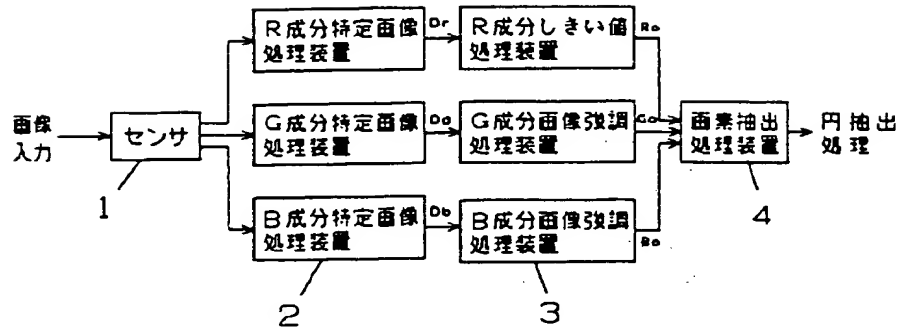 画像
入力
センサ
1
R成分特定画像
処理装置
Dr
R成分しきい値
処理装置
Ro
G成分特定画像
処理装置
DG
G成分画像強調
処理装置
Go
B成分特定画像
処理装置
Db
B成分画像強調
処理装置
Bo
2
3
画素抽出
処理装置
4
円抽出
処理